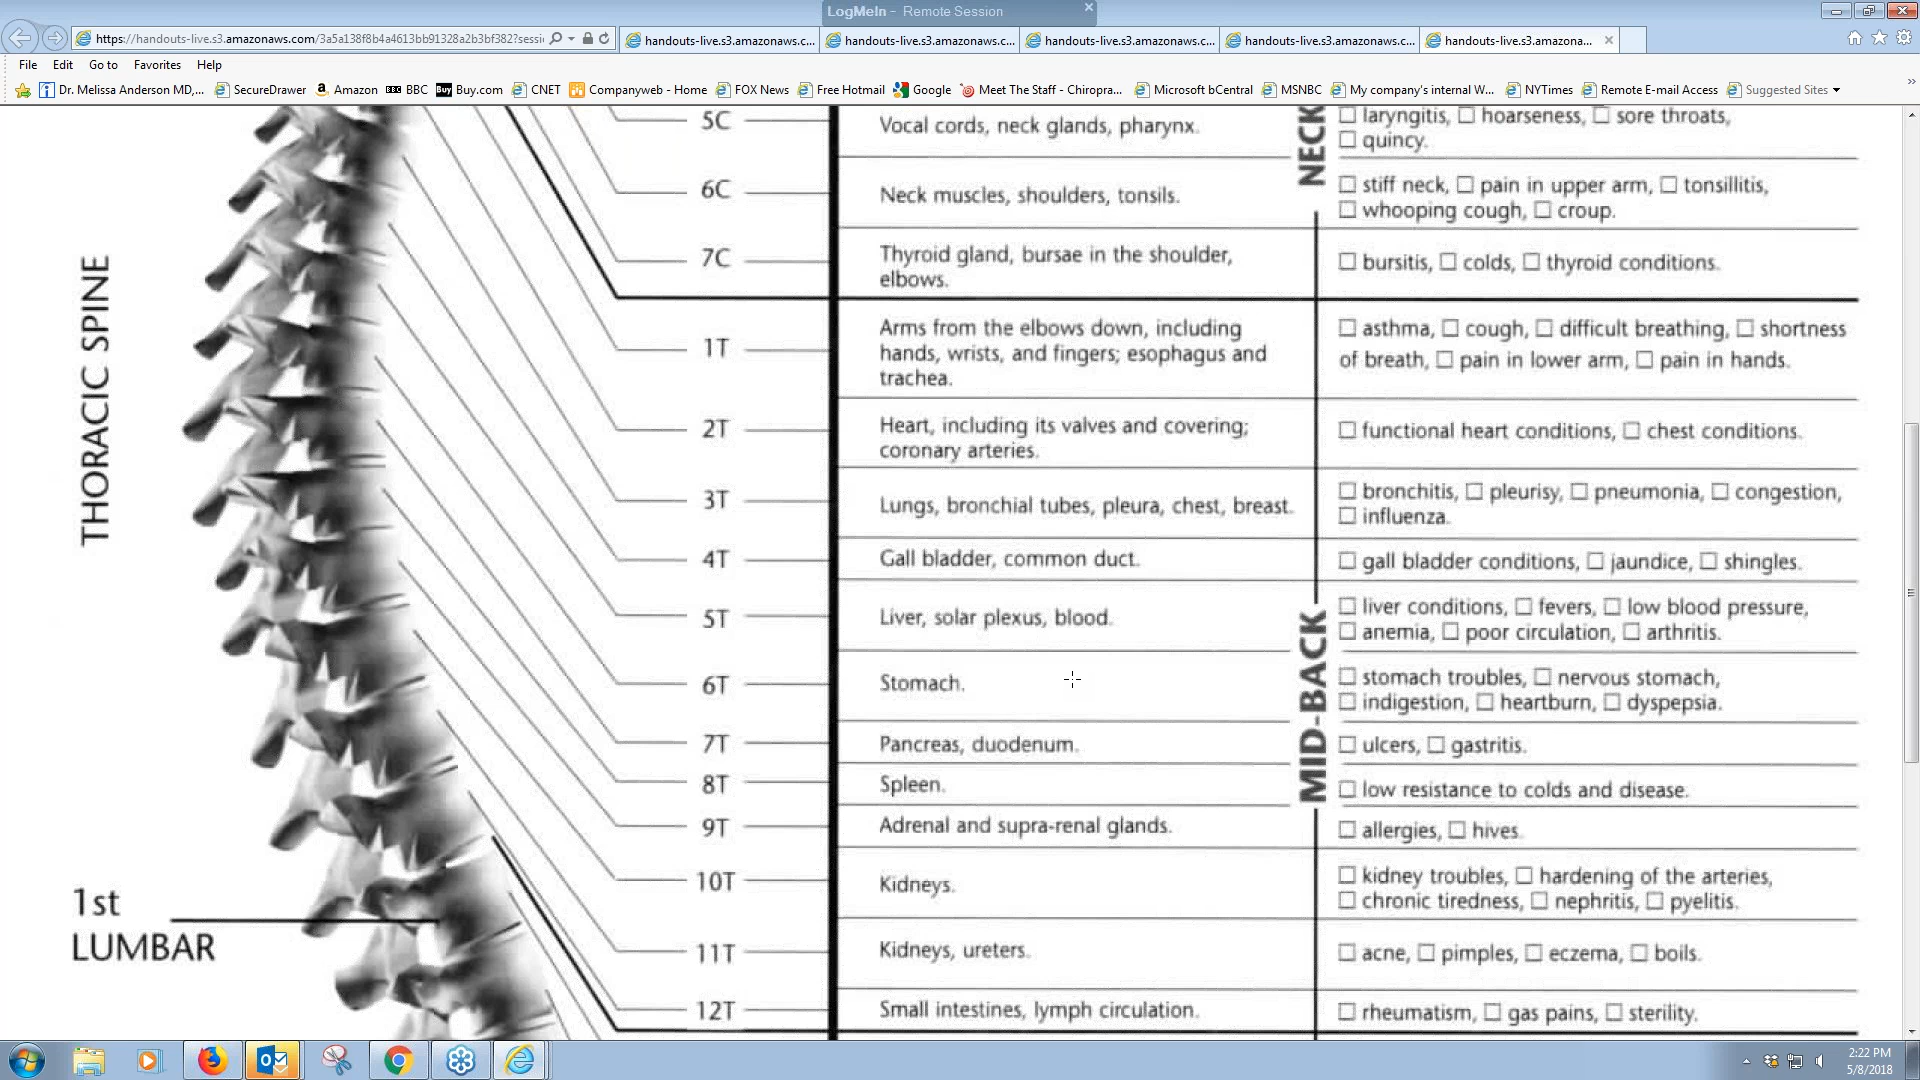 LogMeIn - Remote Session
https://handouts-live.s3.amazonaws.com/3a5a138f8b4a4613bb91328a2b3bf382?sessi
handouts-live.s3.amazonaws.c...
handouts-live.s3.amazonaws.c...
handouts-live.s3.amazonaws.c...
handouts-live.s3.amazonaws.c...
handouts-live.s3.amazona...
File Edit Go to Favorites Help
Dr. Melissa Anderson MD,... SecureDrawer Amazon BBC Buy.com CNET Companyweb - Home FOX News Free Hotmail Google Meet The Staff - Chiropra... Microsoft bCentral MSNBC My company's internal W... NYTimes Remote E-mail Access Suggested Sites
THORACIC SPINE
1st
LUMBAR
NECK
MID-BACK
5C
Vocal cords, neck glands, pharynx.
laryngitis, hoarseness, sore throats,
quincy.
6C
Neck muscles, shoulders, tonsils.
stiff neck, pain in upper arm, tonsillitis,
whooping cough, croup.
7C
Thyroid gland, bursae in the shoulder,
elbows.
bursitis, colds, thyroid conditions.
1T
Arms from the elbows down, including
hands, wrists, and fingers; esophagus and
trachea.
asthma, cough, difficult breathing, shortness
of breath, pain in lower arm, pain in hands.
2T
Heart, including its valves and covering;
coronary arteries.
functional heart conditions, chest conditions.
3T
Lungs, bronchial tubes, pleura, chest, breast.
bronchitis, pleurisy, pneumonia, congestion,
influenza.
4T
Gall bladder, common duct.
gall bladder conditions, jaundice, shingles.
5T
Liver, solar plexus, blood.
liver conditions, fevers, low blood pressure,
anemia, poor circulation, arthritis.
6T
Stomach.
stomach troubles, nervous stomach,
indigestion, heartburn, dyspepsia.
7T
Pancreas, duodenum.
ulcers, gastritis.
8T
Spleen.
low resistance to colds and disease.
9T
Adrenal and supra-renal glands.
allergies, hives.
10T
Kidneys.
kidney troubles, hardening of the arteries,
chronic tiredness, nephritis, pyelitis.
11T
Kidneys, ureters.
acne, pimples, eczema, boils.
12T
Small intestines, lymph circulation.
rheumatism, gas pains, sterility.
2:22 PM
5/8/2018